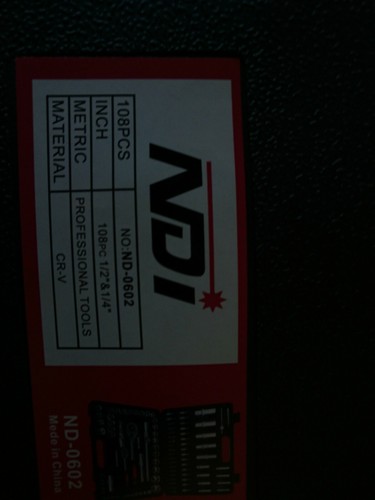 NDI
108PCS NO:ND-0602
INCH 108PC 1/2"&1/4"
METRIC PROFESSIONAL TOOLS
MATERIAL CR-V
ND-0602
Made in China